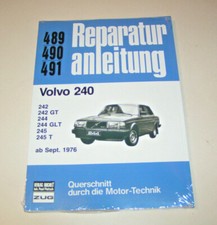 489
490
491
Reparatur
anleitung
Volvo 240
242
242 GT
244
244 GLT
245
245 T
ab Sept. 1976
Querschnitt
durch die Motor-Technik
ZUG